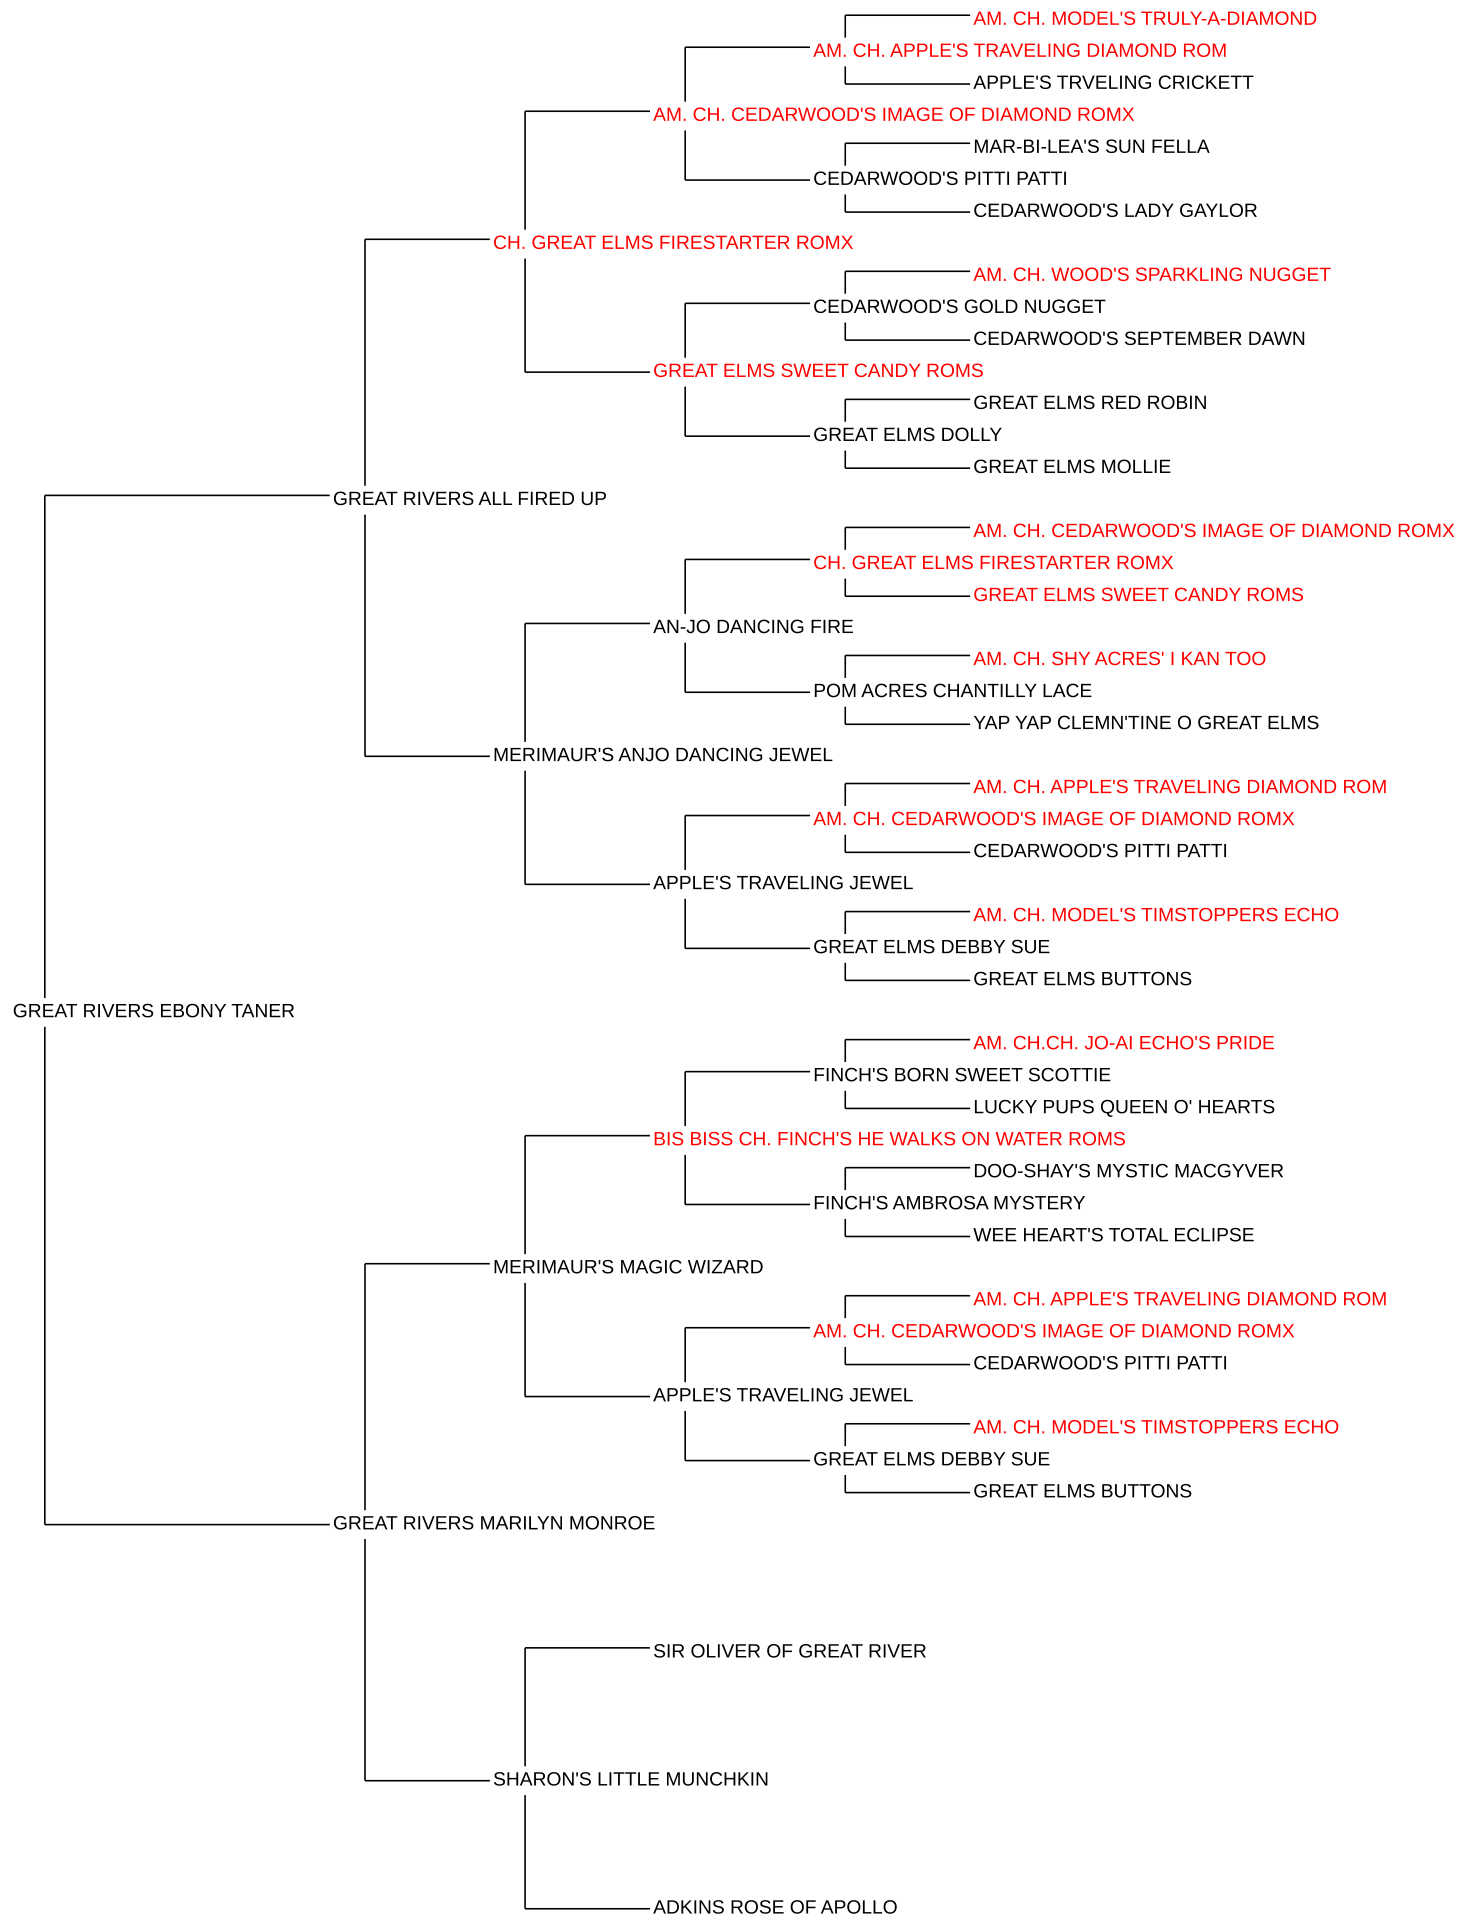 AM. CH. MODEL'S TRULY-A-DIAMOND
AM. CH. APPLE'S TRAVELING DIAMOND ROM
APPLE'S TRVELING CRICKETT
AM. CH. CEDARWOOD'S IMAGE OF DIAMOND ROMX
MAR-BI-LEA'S SUN FELLA
CEDARWOOD'S PITTI PATTI
CEDARWOOD'S LADY GAYLOR
CH. GREAT ELMS FIRESTARTER ROMX
AM. CH. WOOD'S SPARKLING NUGGET
CEDARWOOD'S GOLD NUGGET
CEDARWOOD'S SEPTEMBER DAWN
GREAT ELMS SWEET CANDY ROMS
GREAT ELMS RED ROBIN
GREAT ELMS DOLLY
GREAT ELMS MOLLIE
GREAT RIVERS ALL FIRED UP
AM. CH. CEDARWOOD'S IMAGE OF DIAMOND ROMX
CH. GREAT ELMS FIRESTARTER ROMX
GREAT ELMS SWEET CANDY ROMS
AN-JO DANCING FIRE
AM. CH. SHY ACRES' I KAN TOO
POM ACRES CHANTILLY LACE
YAP YAP CLEMN'TINE O GREAT ELMS
MERIMAUR'S ANJO DANCING JEWEL
AM. CH. APPLE'S TRAVELING DIAMOND ROM
AM. CH. CEDARWOOD'S IMAGE OF DIAMOND ROMX
CEDARWOOD'S PITTI PATTI
APPLE'S TRAVELING JEWEL
AM. CH. MODEL'S TIMSTOPPERS ECHO
GREAT ELMS DEBBY SUE
GREAT ELMS BUTTONS
GREAT RIVERS EBONY TANER
AM. CH.CH. JO-AI ECHO'S PRIDE
FINCH'S BORN SWEET SCOTTIE
LUCKY PUPS QUEEN O' HEARTS
BIS BISS CH. FINCH'S HE WALKS ON WATER ROMS
DOO-SHAY'S MYSTIC MACGYVER
FINCH'S AMBROSA MYSTERY
WEE HEART'S TOTAL ECLIPSE
MERIMAUR'S MAGIC WIZARD
AM. CH. APPLE'S TRAVELING DIAMOND ROM
AM. CH. CEDARWOOD'S IMAGE OF DIAMOND ROMX
CEDARWOOD'S PITTI PATTI
APPLE'S TRAVELING JEWEL
AM. CH. MODEL'S TIMSTOPPERS ECHO
GREAT ELMS DEBBY SUE
GREAT ELMS BUTTONS
GREAT RIVERS MARILYN MONROE
SIR OLIVER OF GREAT RIVER
SHARON'S LITTLE MUNCHKIN
ADKINS ROSE OF APOLLO